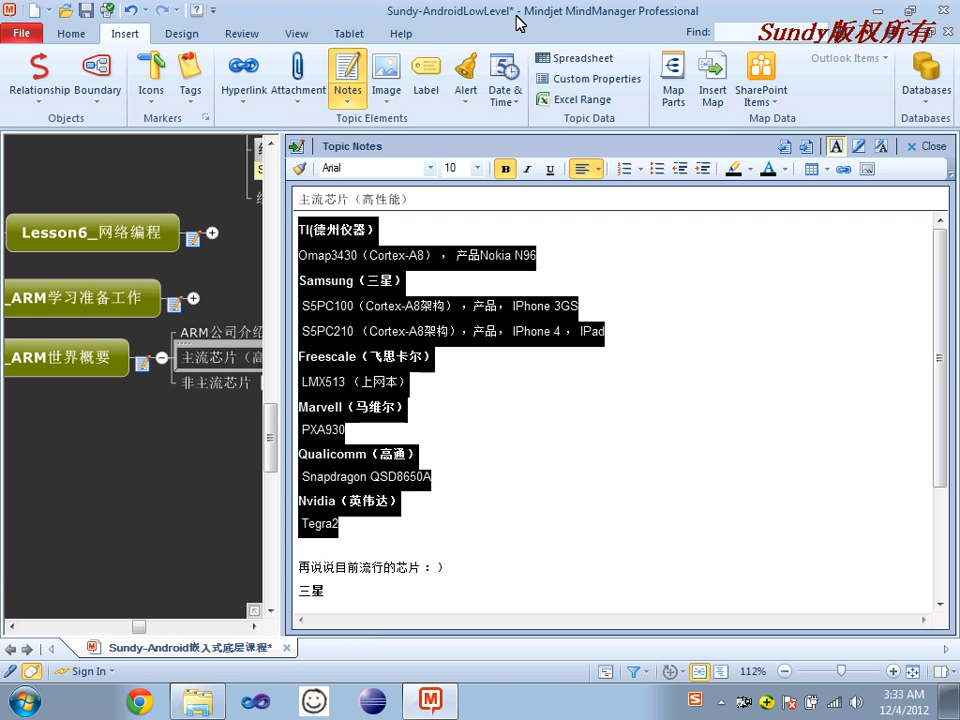 Sundy-AndroidLowLevel* - Mindjet MindManager Professional
File Home Insert Design Review View Tablet Help Find:
Sundy版权所有
Relationship Boundary Icons Tags Hyperlink Attachment Notes Image Label Alert Date & Time Spreadsheet Custom Properties Excel Range Map Parts Insert Map SharePoint Items Outlook Items Databases
Objects Markers Topic Elements Topic Data Map Data Databases
Topic Notes Close
Arial 10 B I U
主流芯片（高性能）
Lesson6_网络编程
_ARM学习准备工作
_ARM世界概要
ARM公司介绍
主流芯片（高
非主流芯片
TI(德州仪器）
Omap3430（Cortex-A8），产品Nokia N96
Samsung（三星）
S5PC100（Cortex-A8架构），产品， IPhone 3GS
S5PC210（Cortex-A8架构），产品， IPhone 4 ， IPad
Freescale（飞思卡尔）
LMX513 （上网本）
Marvell（马维尔）
PXA930
Qualicomm（高通）
Snapdragon QSD8650A
Nvidia（英伟达）
Tegra2
再说说目前流行的芯片：）
三星
Sundy-Android嵌入式底层课程*
Sign In 112%
3:33 AM
12/4/2012